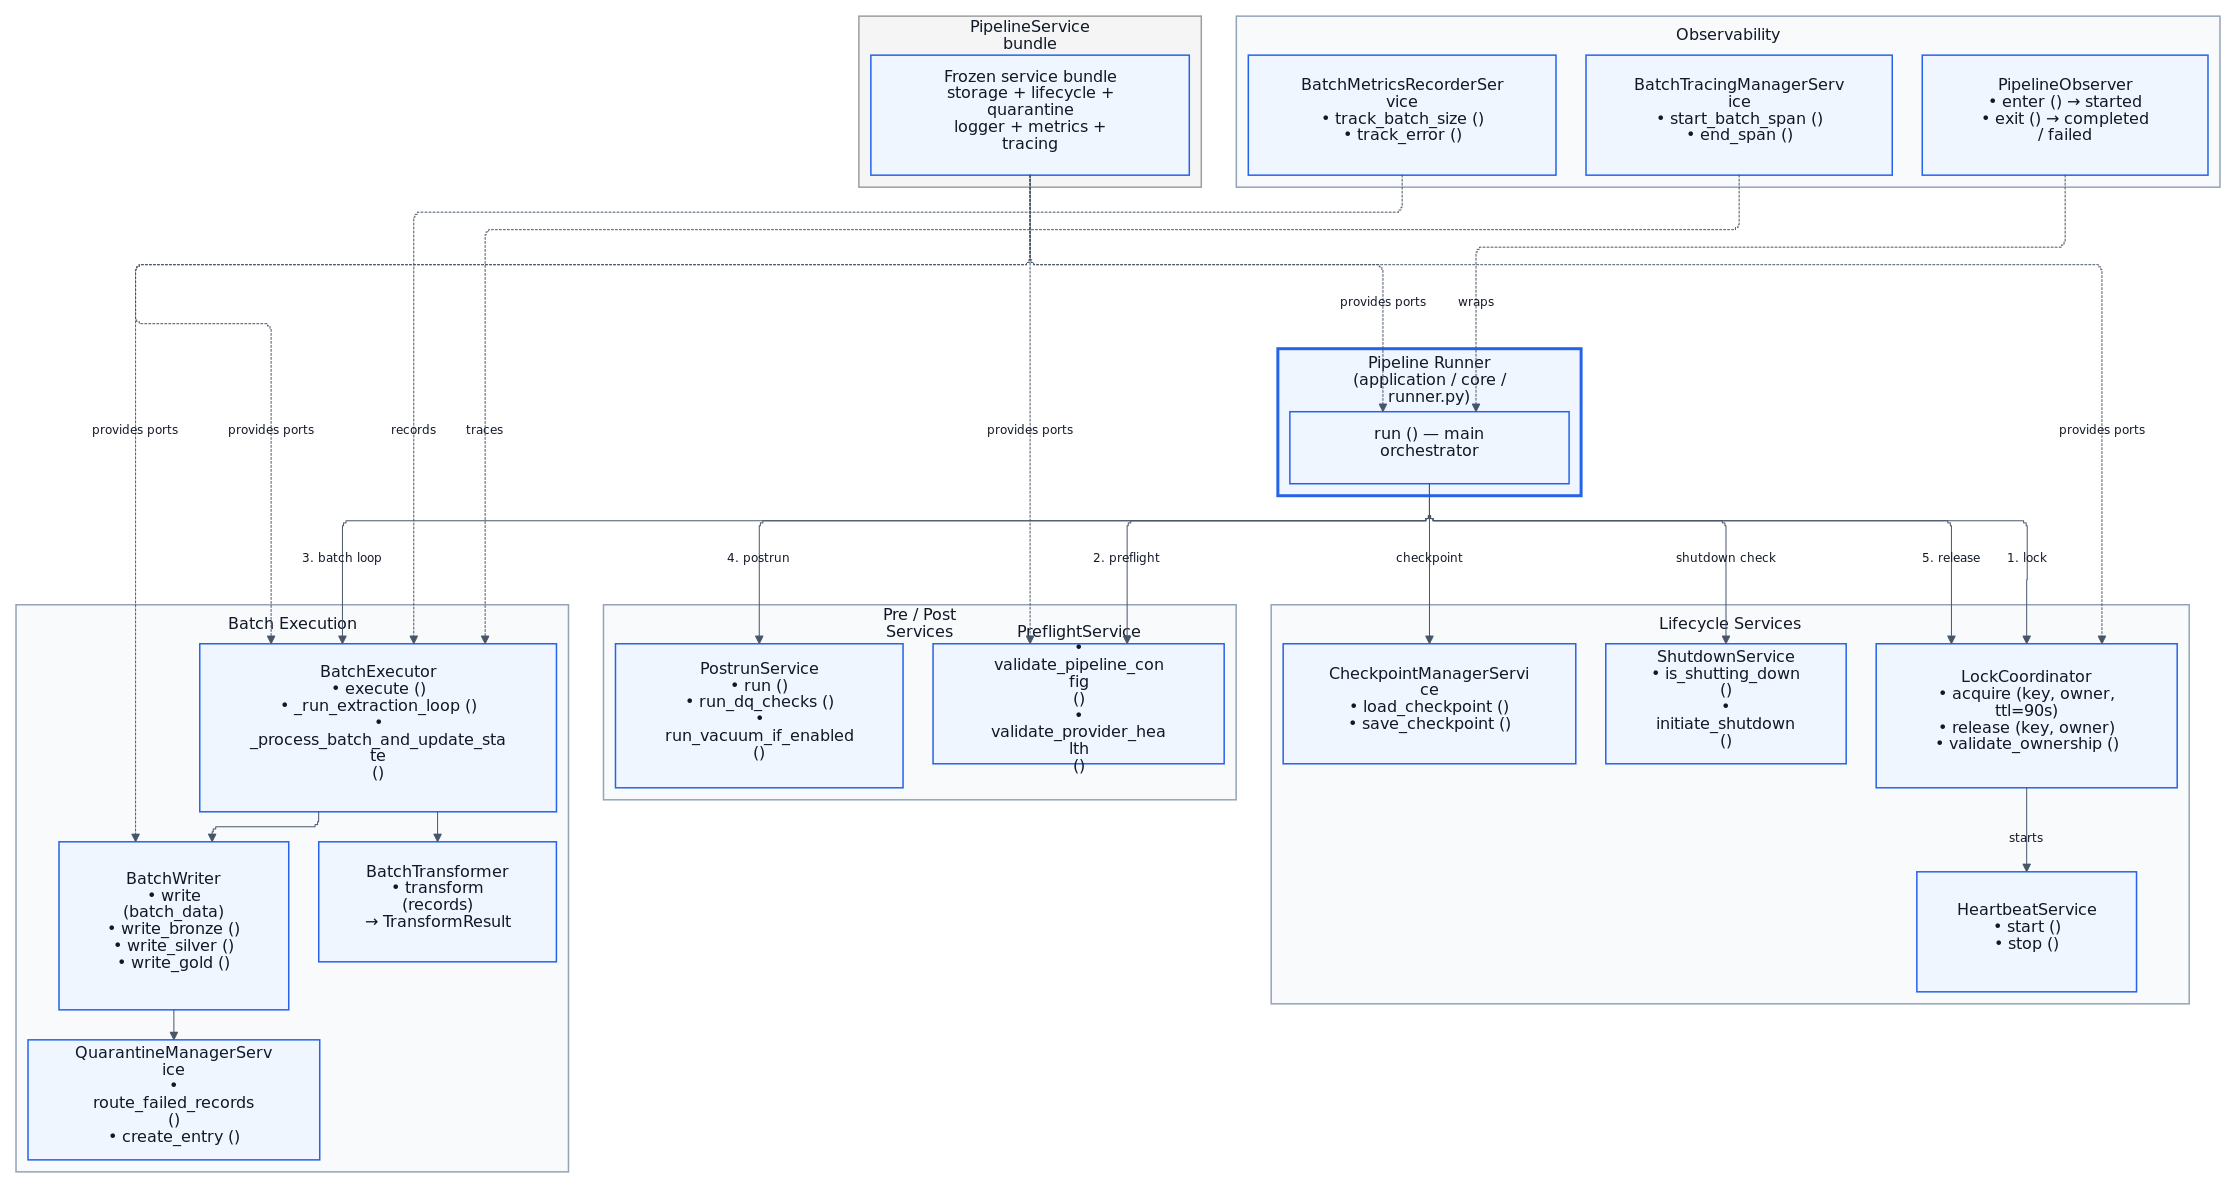 PipelineService
bundle
Frozen service bundle
storage + lifecycle +
quarantine
logger + metrics +
tracing
Observability
BatchMetricsRecorderSer
vice
• track_batch_size ()
• track_error ()
BatchTracingManagerServ
ice
• start_batch_span ()
• end_span ()
PipelineObserver
• enter () → started
• exit () → completed
/ failed
provides ports
wraps
Pipeline Runner
(application / core /
runner.py)
run () — main
orchestrator
provides ports
provides ports
records
traces
provides ports
provides ports
3. batch loop
4. postrun
2. preflight
checkpoint
shutdown check
5. release
1. lock
Batch Execution
BatchExecutor
• execute ()
• _run_extraction_loop ()
•
_process_batch_and_update_sta
te
()
BatchWriter
• write
(batch_data)
• write_bronze ()
• write_silver ()
• write_gold ()
BatchTransformer
• transform
(records)
→ TransformResult
QuarantineManagerServ
ice
•
route_failed_records
()
• create_entry ()
Pre / Post
Services
PostrunService
• run ()
• run_dq_checks ()
•
run_vacuum_if_enabled
()
PreflightService
•
validate_pipeline_con
fig
()
•
validate_provider_hea
lth
()
Lifecycle Services
CheckpointManagerServi
ce
• load_checkpoint ()
• save_checkpoint ()
ShutdownService
• is_shutting_down
()
•
initiate_shutdown
()
LockCoordinator
• acquire (key, owner,
ttl=90s)
• release (key, owner)
• validate_ownership ()
starts
HeartbeatService
• start ()
• stop ()